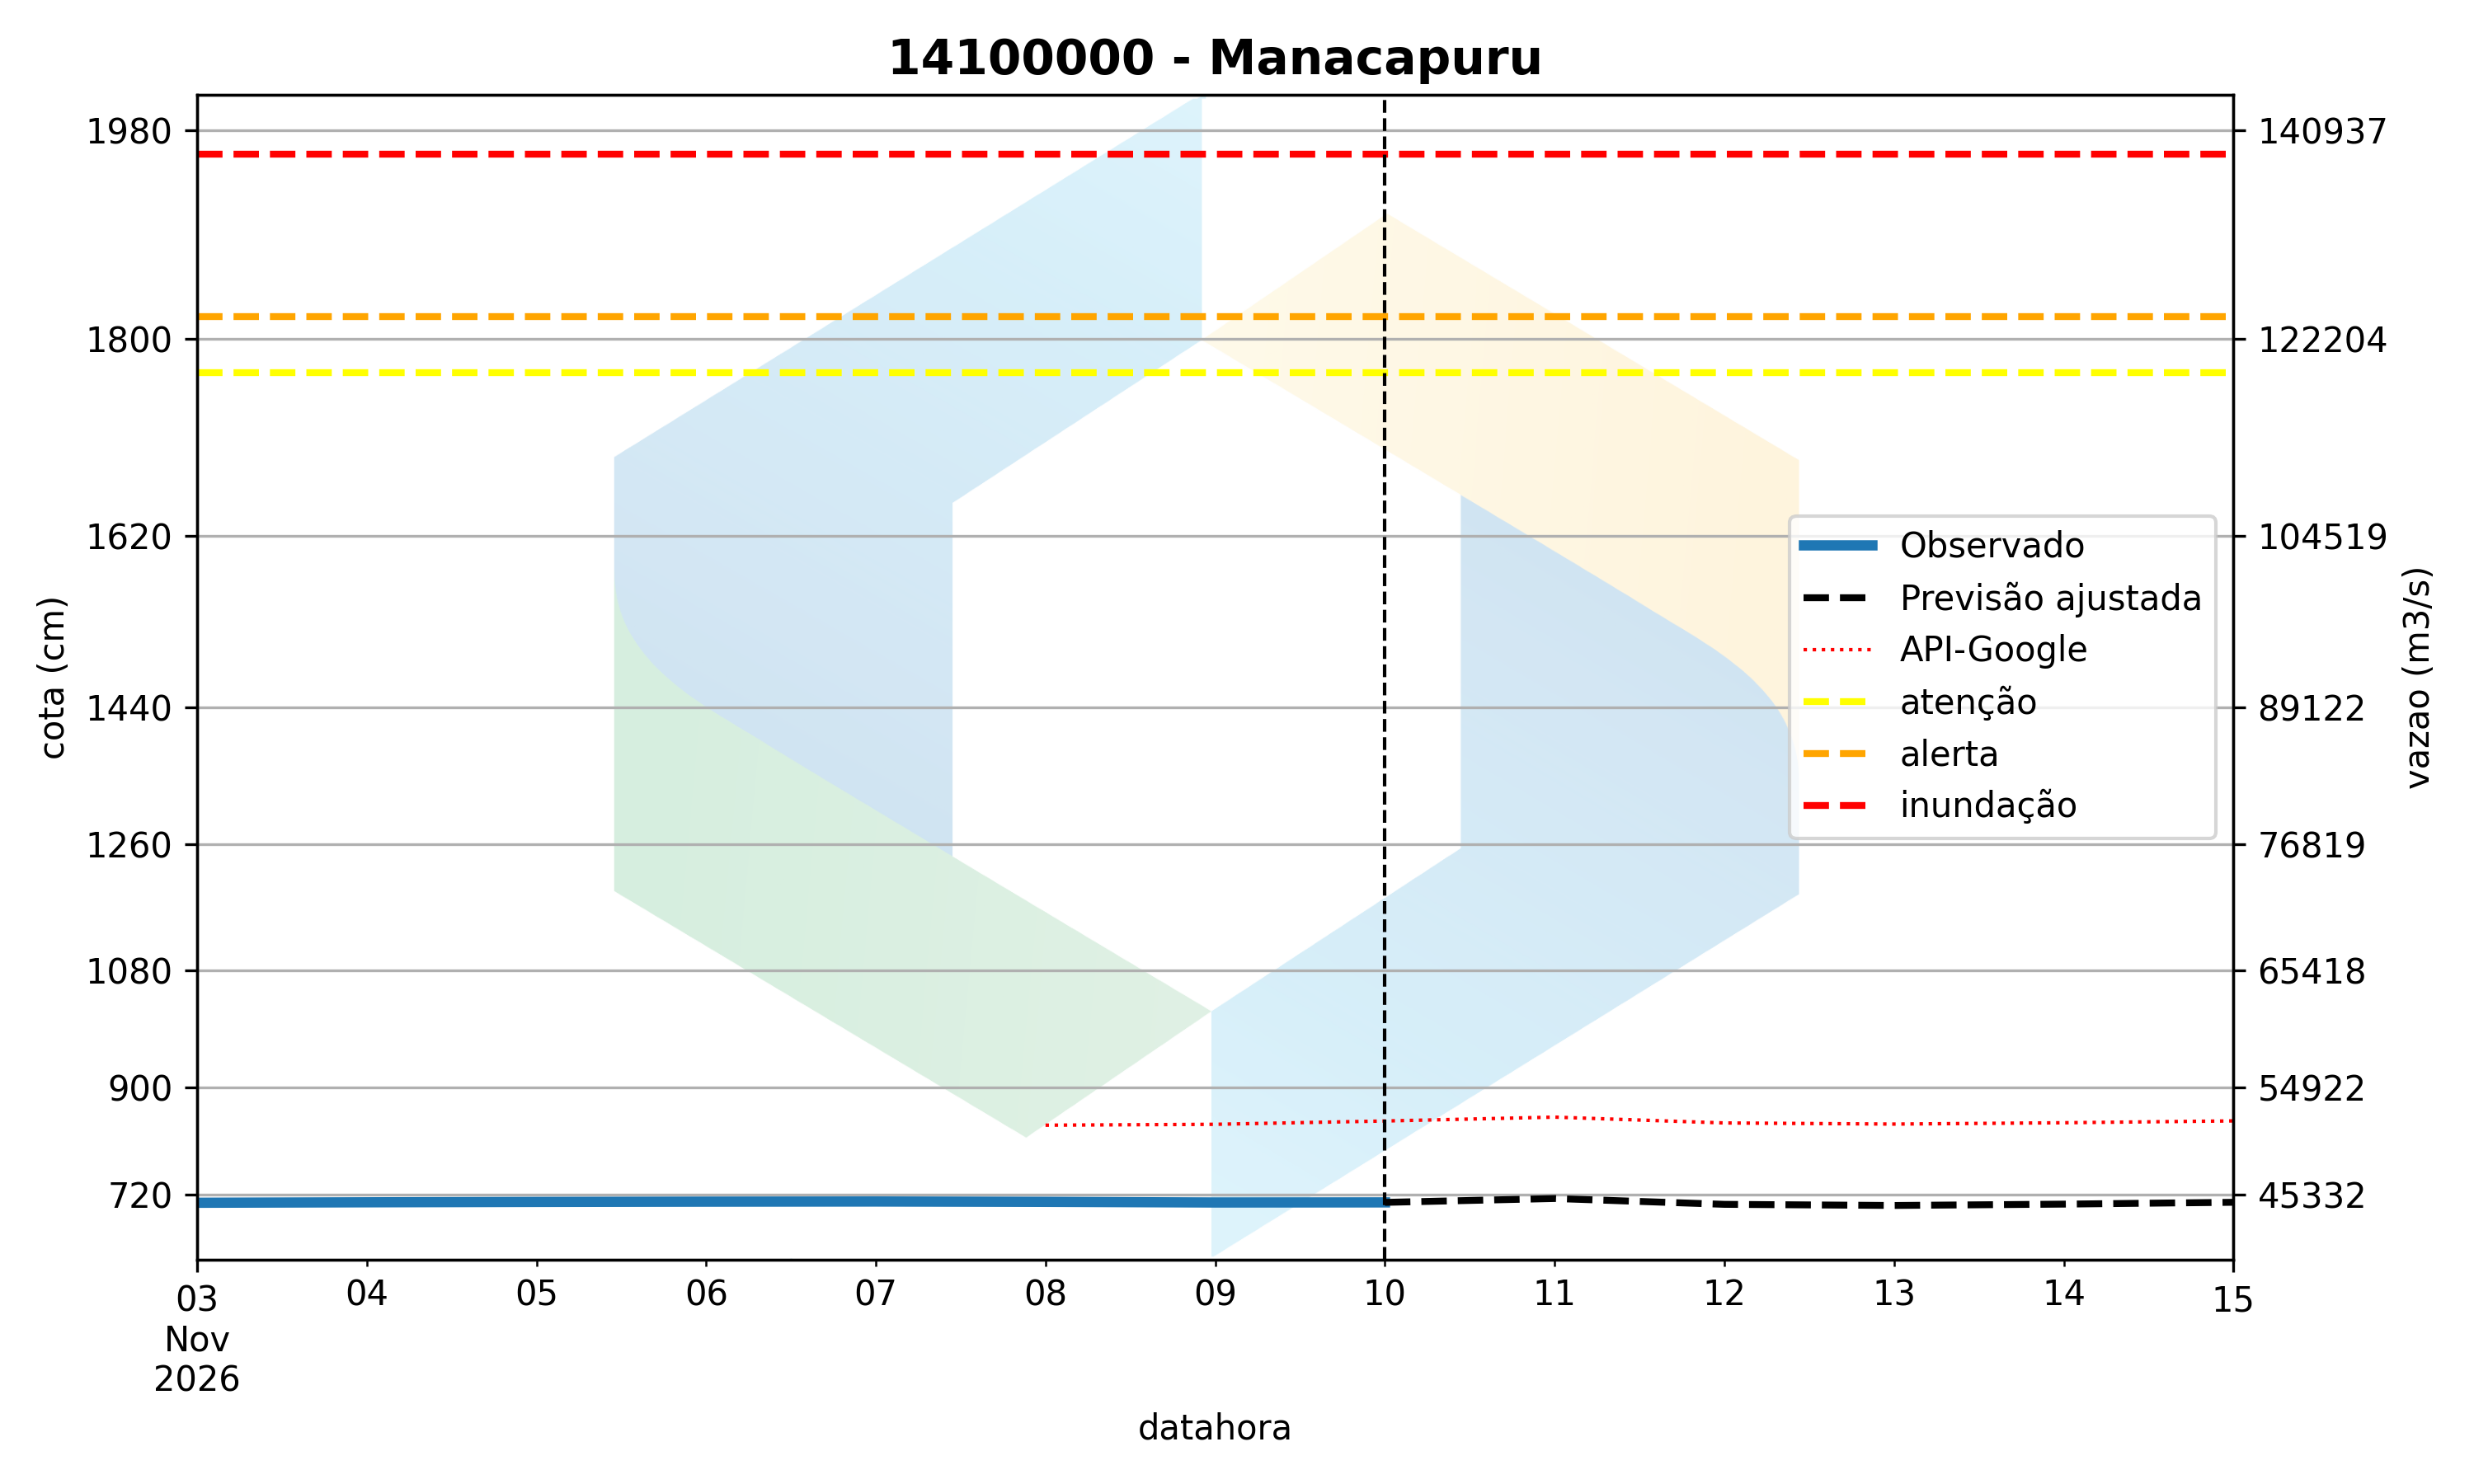 14100000 - Manacapuru
cota (cm)
1980
1800
1620
1440
1260
1080
900
720
140937
122204
104519
89122
76819
65418
54922
45332
vazao (m3/s)
Observado
Previsão ajustada
API-Google
atenção
alerta
inundação
03 04 05 06 07 08 09 10 11 12 13 14 15
Nov
2026
datahora